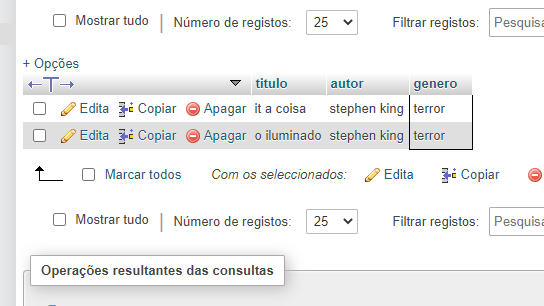 Mostrar tudo | Número de registos: 25 Filtrar registos: Pesquisa
+ Opções
←T→ titulo autor genero
Edita Copiar Apagar it a coisa stephen king terror
Edita Copiar Apagar o iluminado stephen king terror
Marcar todos Com os seleccionados: Edita Copiar
Mostrar tudo | Número de registos: 25 Filtrar registos: Pesquisa
Operações resultantes das consultas